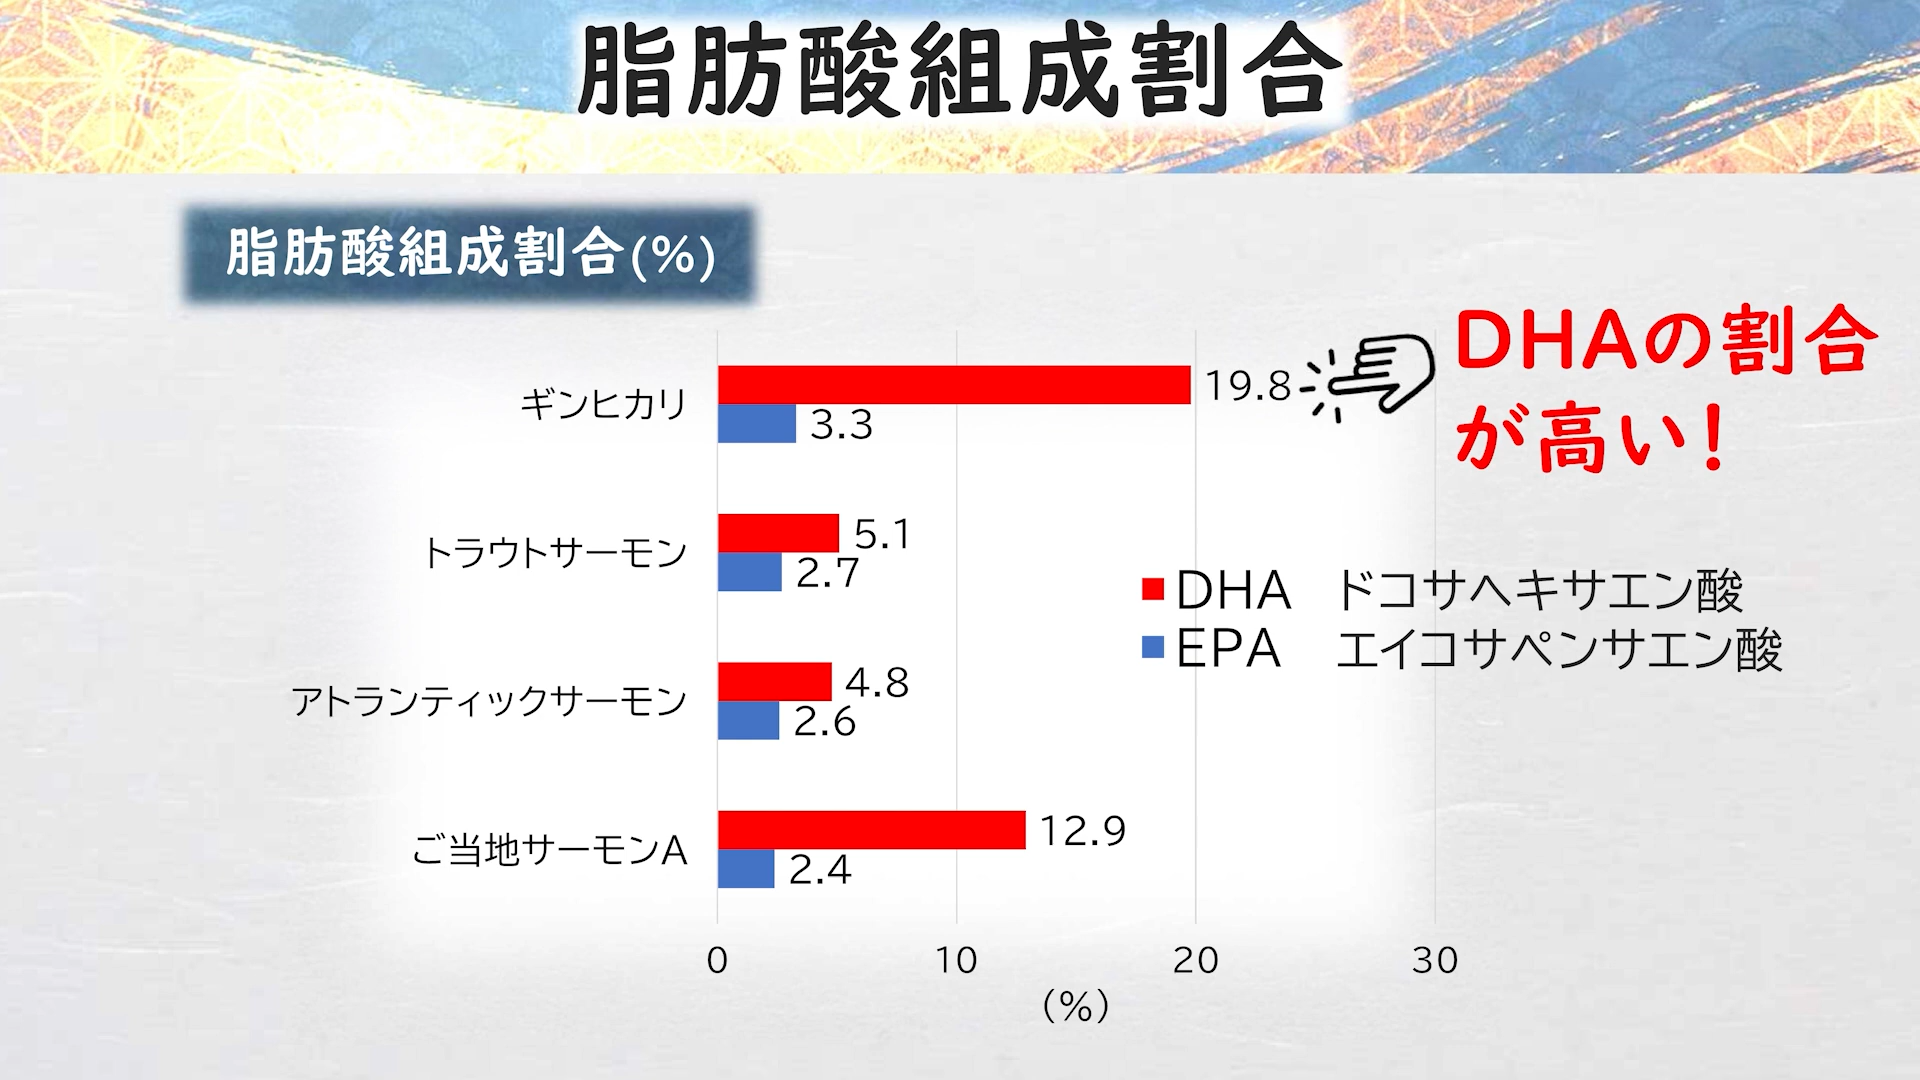 脂肪酸組成割合
脂肪酸組成割合(%)
DHAの割合
が高い!
ギンヒカリ
19.8
3.3
トラウトサーモン
5.1
2.7
DHA ドコサヘキサエン酸
EPA エイコサペンサエン酸
アトランティックサーモン
4.8
2.6
ご当地サーモンA
12.9
2.4
0 10 20 30
(%)